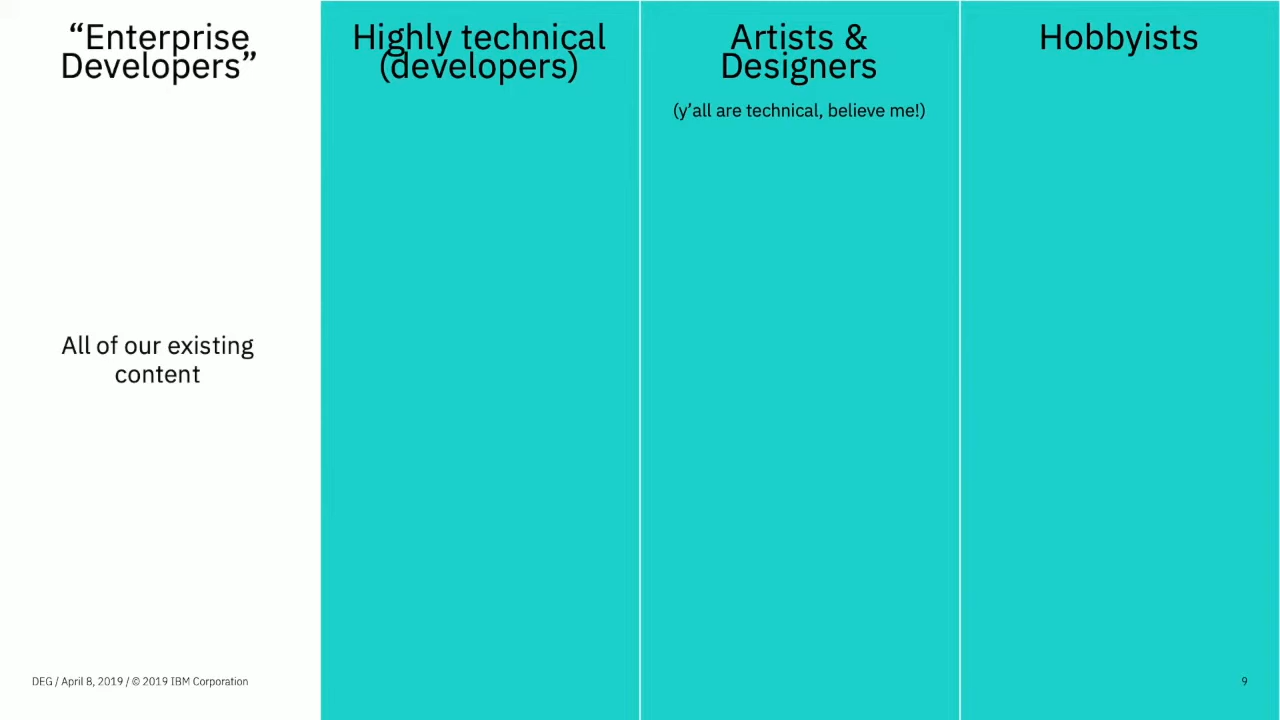 “Enterprise
Developers”
All of our existing
content
Highly technical
(developers)
Artists &
Designers
(y’all are technical, believe me!)
Hobbyists
DEG / April 8, 2019 / © 2019 IBM Corporation
9